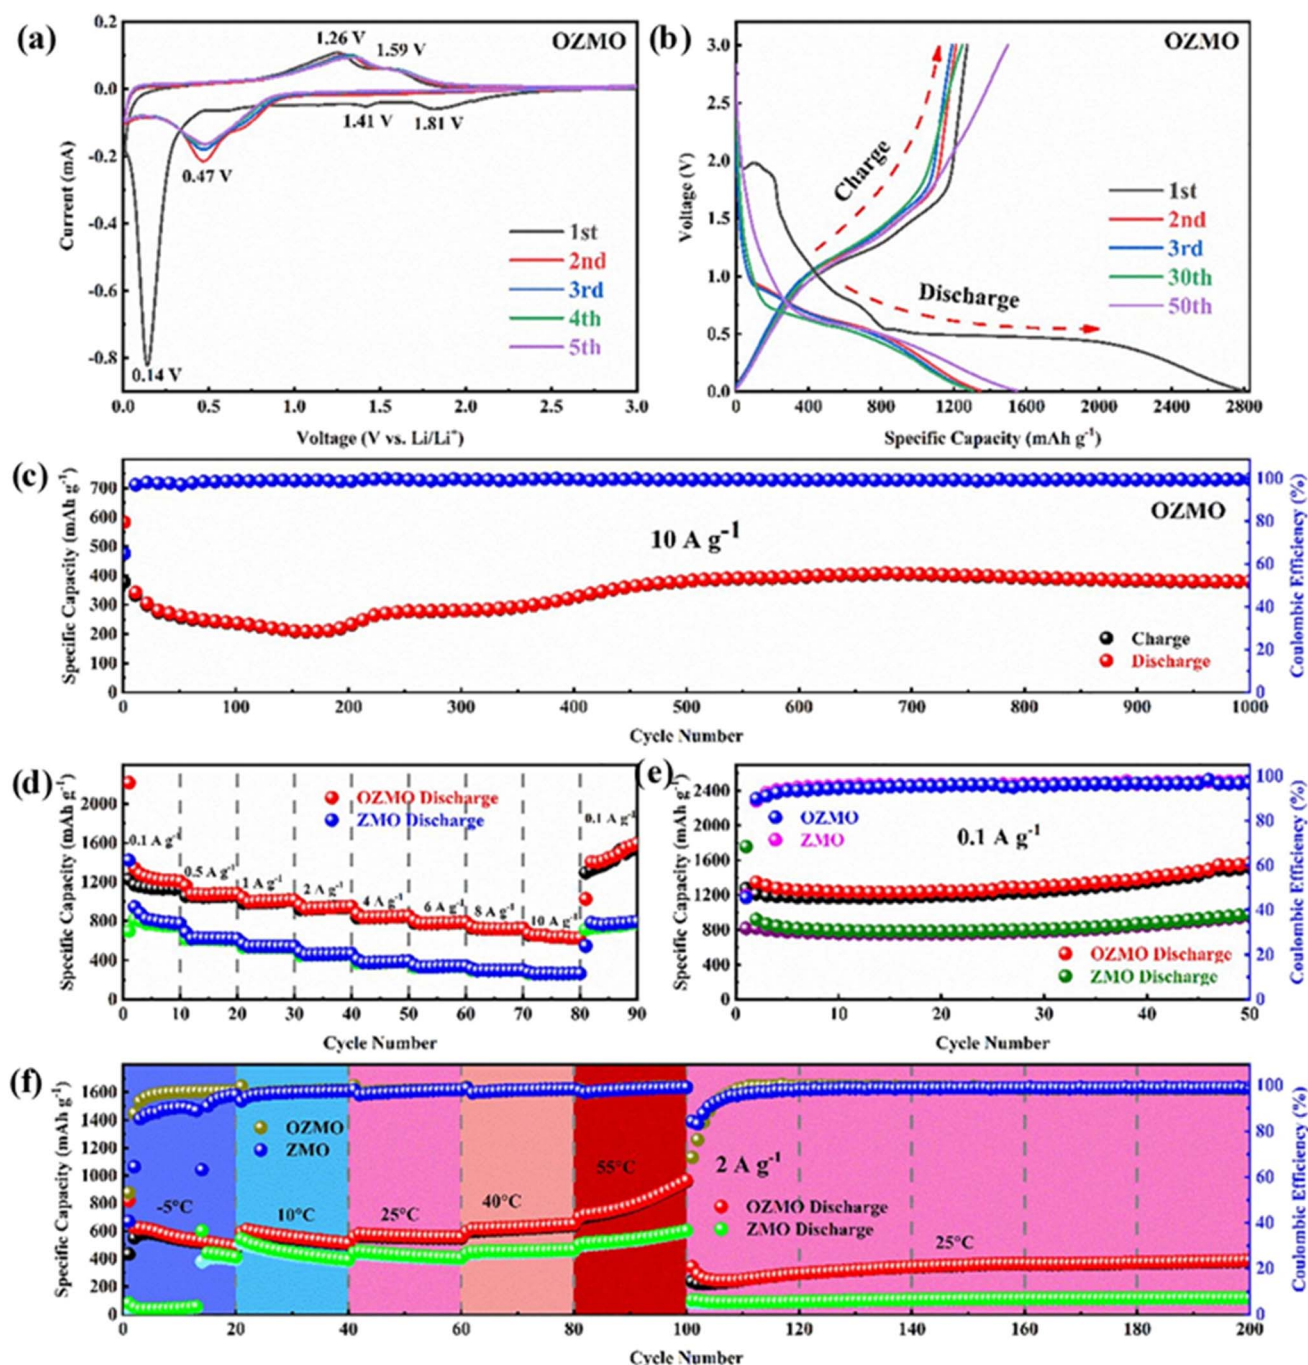 (a)
OZMO
1.26 V
1.59 V
1.41 V
1.81 V
0.47 V
0.14 V
1st
2nd
3rd
4th
5th
0.2
0.0
-0.2
-0.4
-0.6
-0.8
Current (mA)
0.0 0.5 1.0 1.5 2.0 2.5 3.0
Voltage (V vs. Li/Li⁺)
(b)
OZMO
Charge
Discharge
1st
2nd
3rd
30th
50th
3.0
2.5
2.0
1.5
1.0
0.5
0.0
Voltage (V)
0 400 800 1200 1600 2000 2400 2800
Specific Capacity (mAh g⁻¹)
(c)
OZMO
10 A g⁻¹
Charge
Discharge
700
600
500
400
300
200
100
0
Specific Capacity (mAh g⁻¹)
100
80
60
40
20
0
Coulombic Efficiency (%)
0 100 200 300 400 500 600 700 800 900 1000
Cycle Number
(d)
OZMO Discharge
ZMO Discharge
0.1 A g⁻¹
0.5 A g⁻¹
1 A g⁻¹
2 A g⁻¹
4 A g⁻¹
6 A g⁻¹
8 A g⁻¹
10 A g⁻¹
0.1 A g⁻¹
2000
1600
1200
800
400
0
Specific Capacity (mAh g⁻¹)
0 10 20 30 40 50 60 70 80 90
Cycle Number
(e)
OZMO
ZMO
0.1 A g⁻¹
OZMO Discharge
ZMO Discharge
2400
2000
1600
1200
800
400
0
Specific Capacity (mAh g⁻¹)
100
80
60
40
20
0
Coulombic Efficiency (%)
0 10 20 30 40 50
Cycle Number
(f)
OZMO
ZMO
-5°C
10°C
25°C
40°C
55°C
2 A g⁻¹
OZMO Discharge
ZMO Discharge
25°C
1600
1400
1200
1000
800
600
400
200
0
Specific Capacity (mAh g⁻¹)
100
80
60
40
20
0
Coulombic Efficiency (%)
0 20 40 60 80 100 120 140 160 180 200
Cycle Number